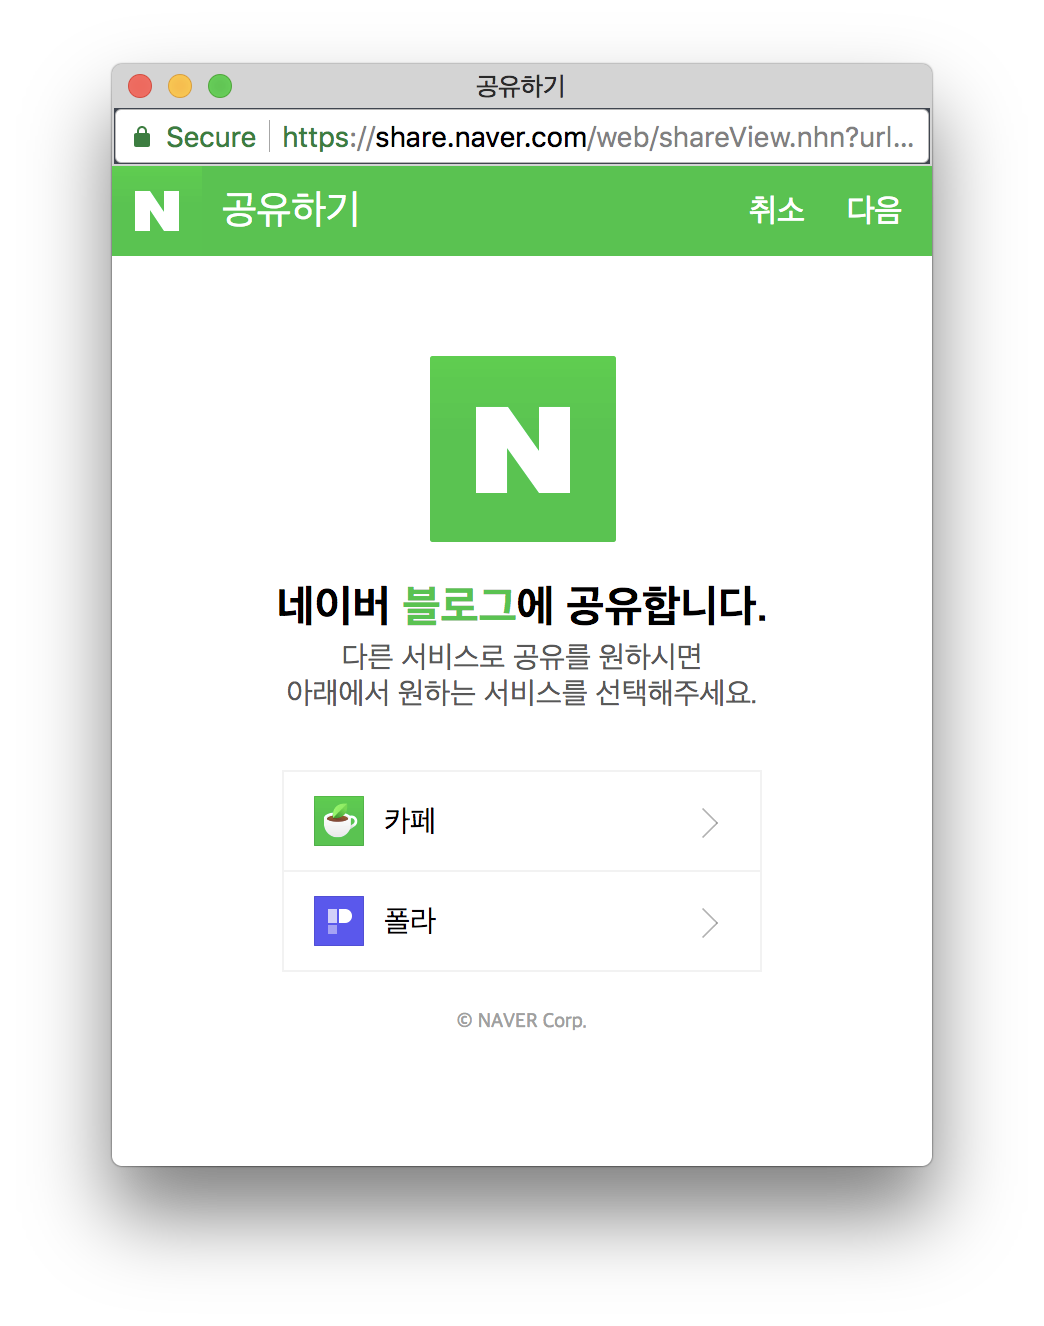 공유하기
Secure https://share.naver.com/web/shareView.nhn?url...
N 공유하기 취소 다음
N
네이버 블로그에 공유합니다.
다른 서비스로 공유를 원하시면
아래에서 원하는 서비스를 선택해주세요.
카페
P 폴라
© NAVER Corp.